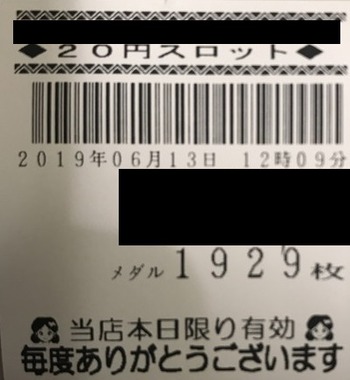 ◆20円スロット◆
2019年06月13日 12時09分
メダル 1929枚
当店本日限り有効
毎度ありがとうございます